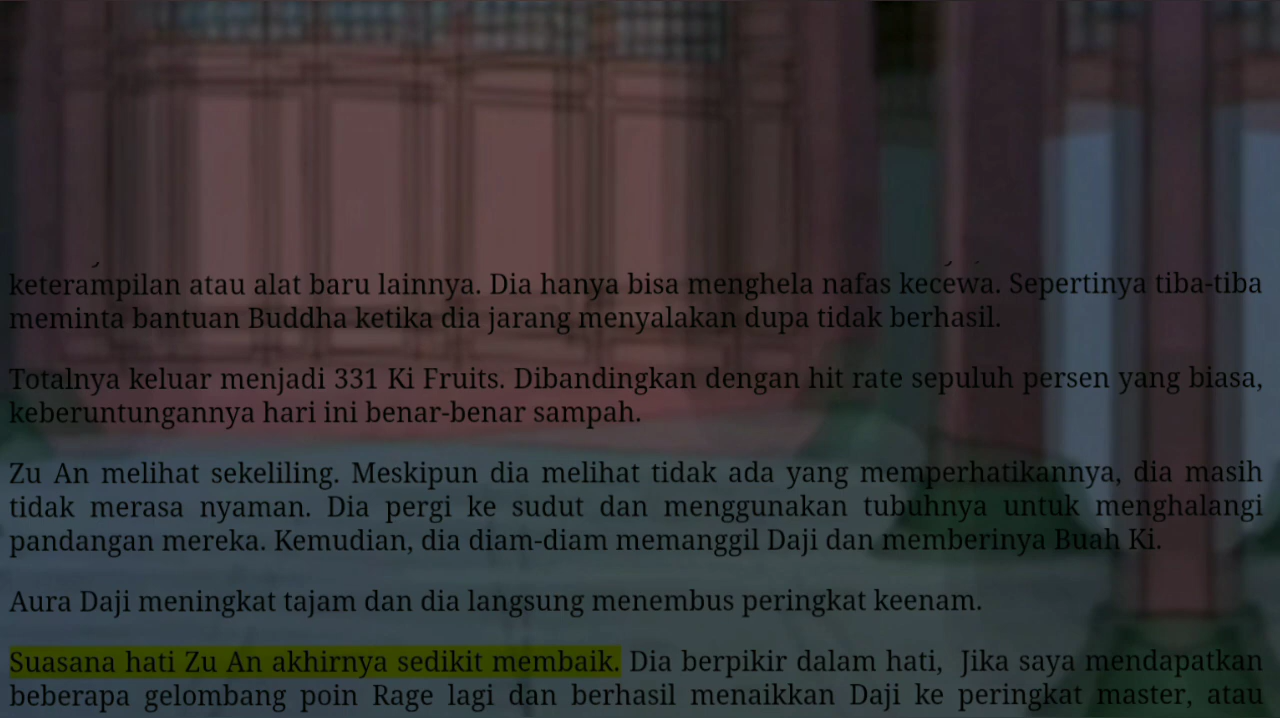 keterampilan atau alat baru lainnya. Dia hanya bisa menghela nafas kecewa. Sepertinya tiba-tiba
meminta bantuan Buddha ketika dia jarang menyalakan dupa tidak berhasil.
Totalnya keluar menjadi 331 Ki Fruits. Dibandingkan dengan hit rate sepuluh persen yang biasa,
keberuntungannya hari ini benar-benar sampah.
Zu An melihat sekeliling. Meskipun dia melihat tidak ada yang memperhatikannya, dia masih
tidak merasa nyaman. Dia pergi ke sudut dan menggunakan tubuhnya untuk menghalangi
pandangan mereka. Kemudian, dia diam-diam memanggil Daji dan memberinya Buah Ki.
Aura Daji meningkat tajam dan dia langsung menembus peringkat keenam.
Suasana hati Zu An akhirnya sedikit membaik. Dia berpikir dalam hati, Jika saya mendapatkan
beberapa gelombang poin Rage lagi dan berhasil menaikkan Daji ke peringkat master, atau